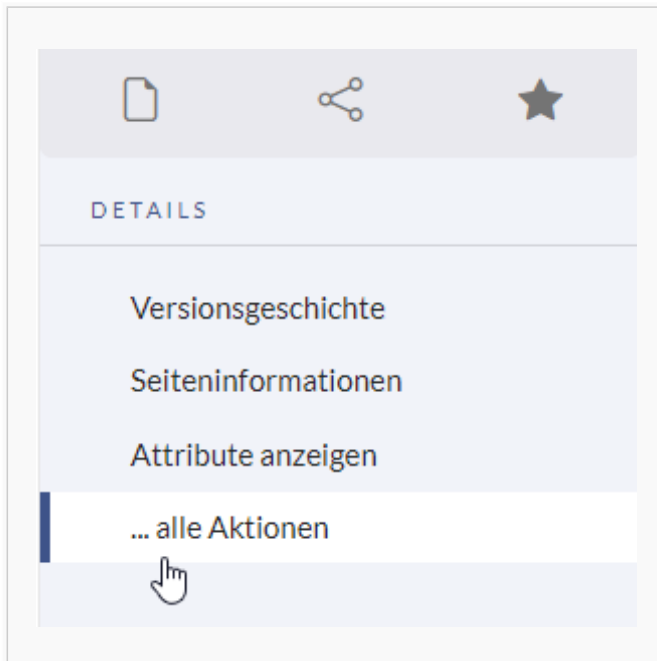 DETAILS
Versionsgeschichte
Seiteninformationen
Attribute anzeigen
... alle Aktionen